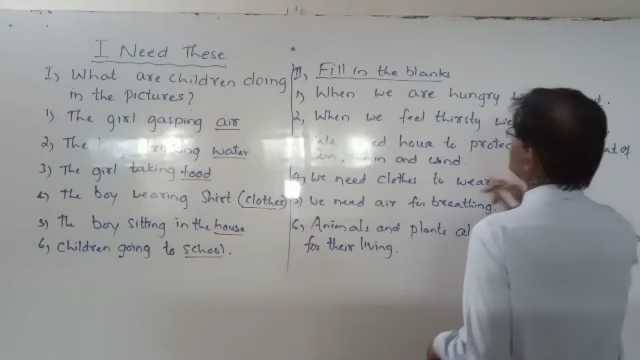 I Need These
I, What are children doing
in the pictures?
1) The girl gasping air
2) The water
3) The girl taking food
4) The boy wearing Shirt (clothes)
5) The boy sitting in the house
6) Children going to school.
II, Fill in the blanks
1) When we are hungry
2, When we feel thirsty we
need house to protect of
Sun, and wind.
4) We need clothes to wear
5) We need air for breathing.
6, Animals and plants
for their living.